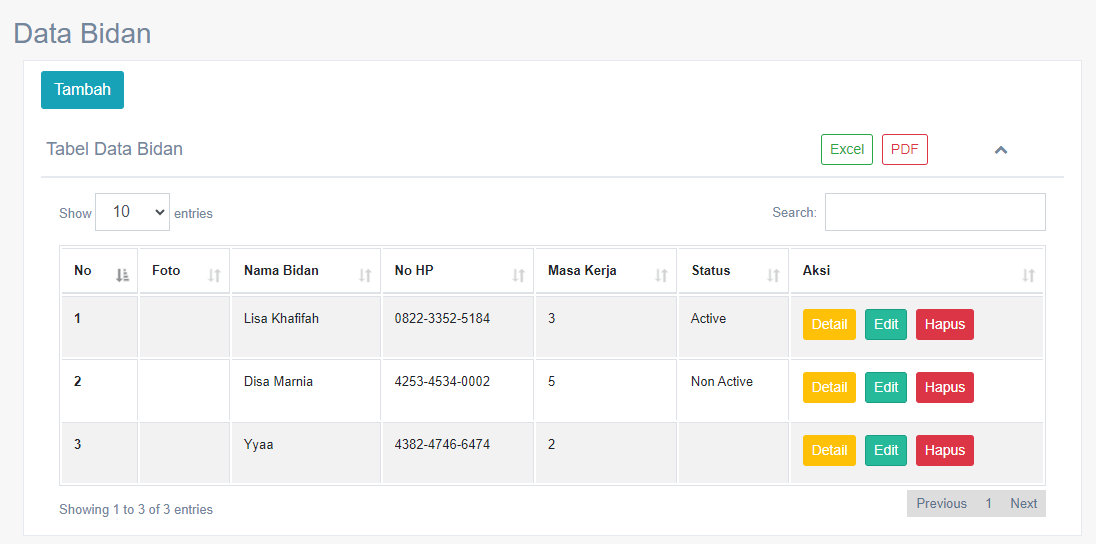 Data Bidan
Tambah
Tabel Data Bidan Excel PDF
Show 10 entries Search:
No Foto Nama Bidan No HP Masa Kerja Status Aksi
1 Lisa Khafifah 0822-3352-5184 3 Active Detail Edit Hapus
2 Disa Marnia 4253-4534-0002 5 Non Active Detail Edit Hapus
3 Yyaa 4382-4746-6474 2 Detail Edit Hapus
Showing 1 to 3 of 3 entries Previous 1 Next